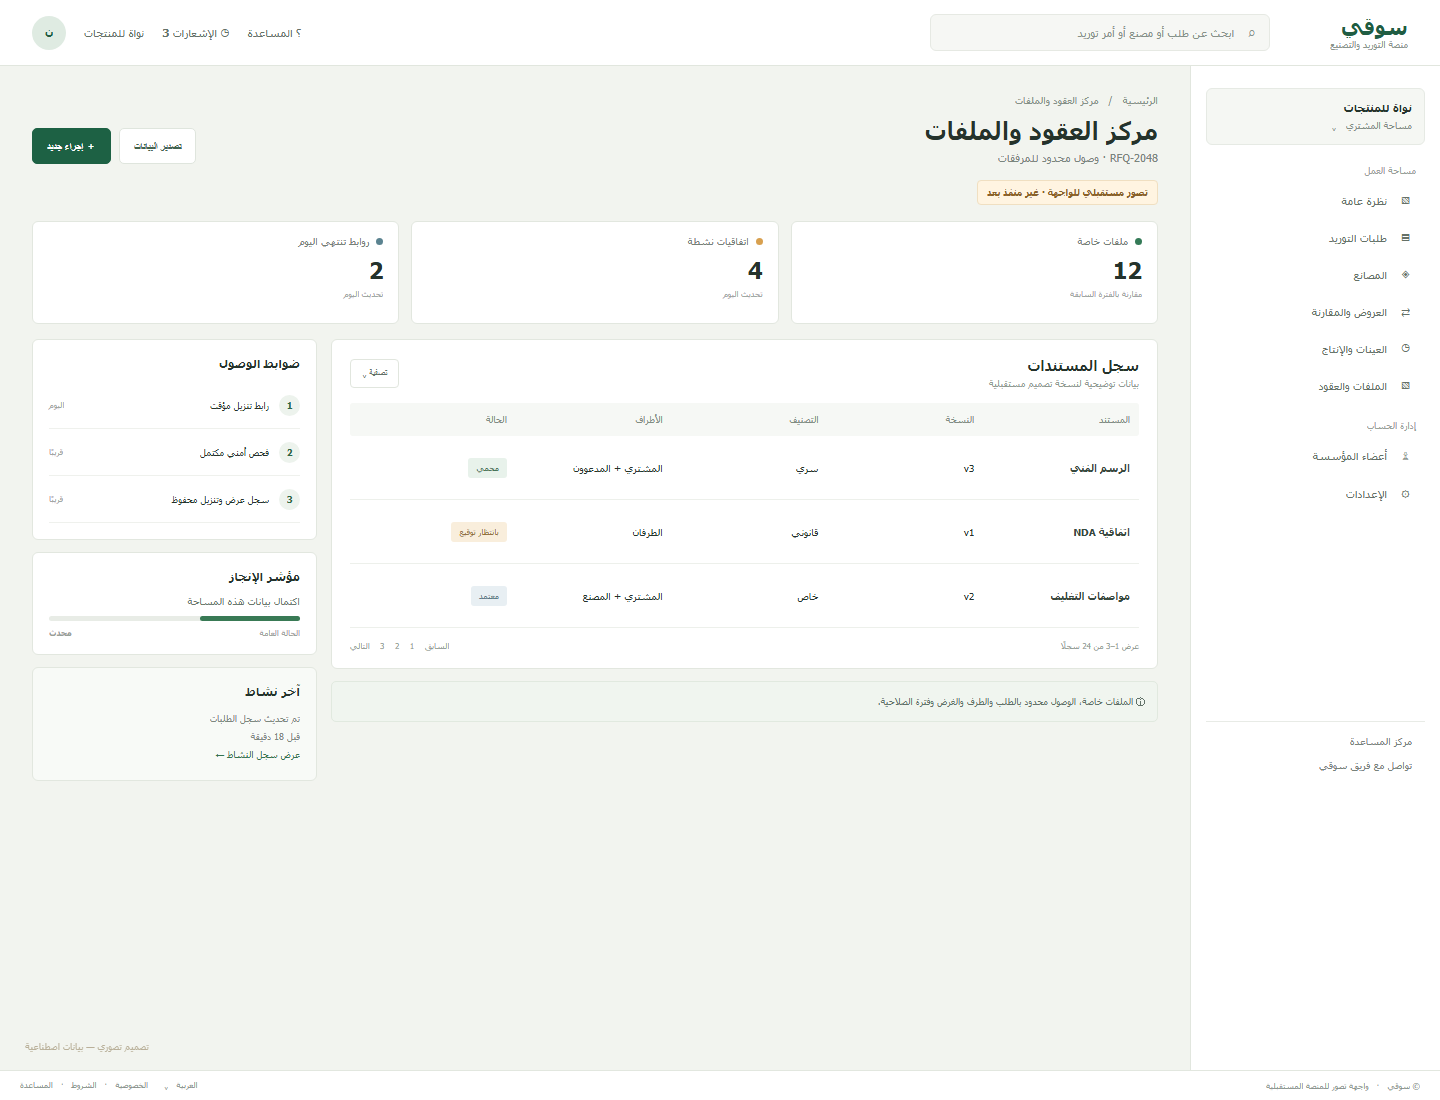 سوقي
منصة التوريد والتصنيع
ابحث عن طلب أو مصنع أو أمر توريد
؟ المساعدة
الإشعارات 3
نواة للمنتجات
ن
نواة للمنتجات
مساحة المشتري
مساحة العمل
نظرة عامة
طلبات التوريد
المصانع
العروض والمقارنة
العينات والإنتاج
الملفات والعقود
إدارة الحساب
أعضاء المؤسسة
الإعدادات
مركز المساعدة
تواصل مع فريق سوقي
الرئيسية / مركز العقود والملفات
مركز العقود والملفات
RFQ-2048 · وصول محدود للمرفقات
تصور مستقبلي للواجهة · غير منفذ بعد
تصدير البيانات
+ إجراء جديد
ملفات خاصة
12
مقارنة بالفترة السابقة
اتفاقيات نشطة
4
تحديث اليوم
روابط تنتهي اليوم
2
تحديث اليوم
سجل المستندات
بيانات توضيحية لنسخة تصميم مستقبلية
تصفية
المستند النسخة التصنيف الأطراف الحالة
الرسم الفني v3 سري المشتري + المدعوون محمي
اتفاقية NDA v1 قانوني الطرفان بانتظار توقيع
مواصفات التغليف v2 خاص المشتري + المصنع معتمد
عرض 1–3 من 24 سجلًا
السابق 1 2 3 التالي
الملفات خاصة، الوصول محدود بالطلب والطرف والغرض وفترة الصلاحية.
ضوابط الوصول
1 رابط تنزيل مؤقت اليوم
2 فحص أمني مكتمل قريبًا
3 سجل عرض وتنزيل محفوظ قريبًا
مؤشر الإنجاز
اكتمال بيانات هذه المساحة
الحالة العامة محدث
آخر نشاط
تم تحديث سجل الطلبات
قبل 18 دقيقة
عرض سجل النشاط ←
تصميم تصوري — بيانات اصطناعية
© سوقي · واجهة تصور للمنصة المستقبلية
العربية الخصوصية · الشروط · المساعدة